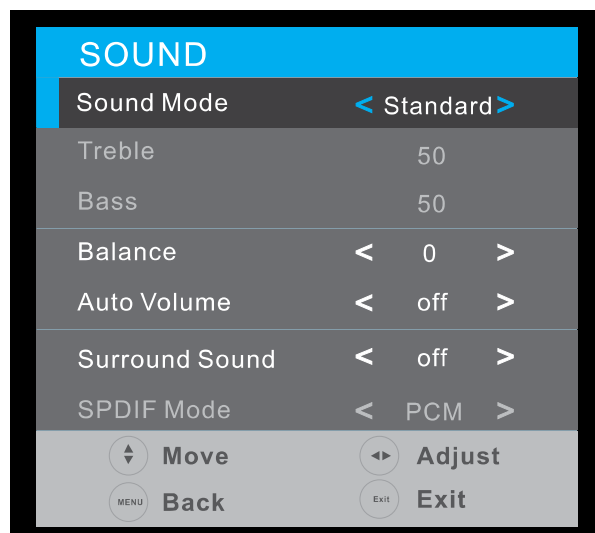 SOUND
Sound Mode < Standard >
Treble 50
Bass 50
Balance < 0 >
Auto Volume < off >
Surround Sound < off >
SPDIF Mode < PCM >
Move Adjust
MENU Back Exit Exit